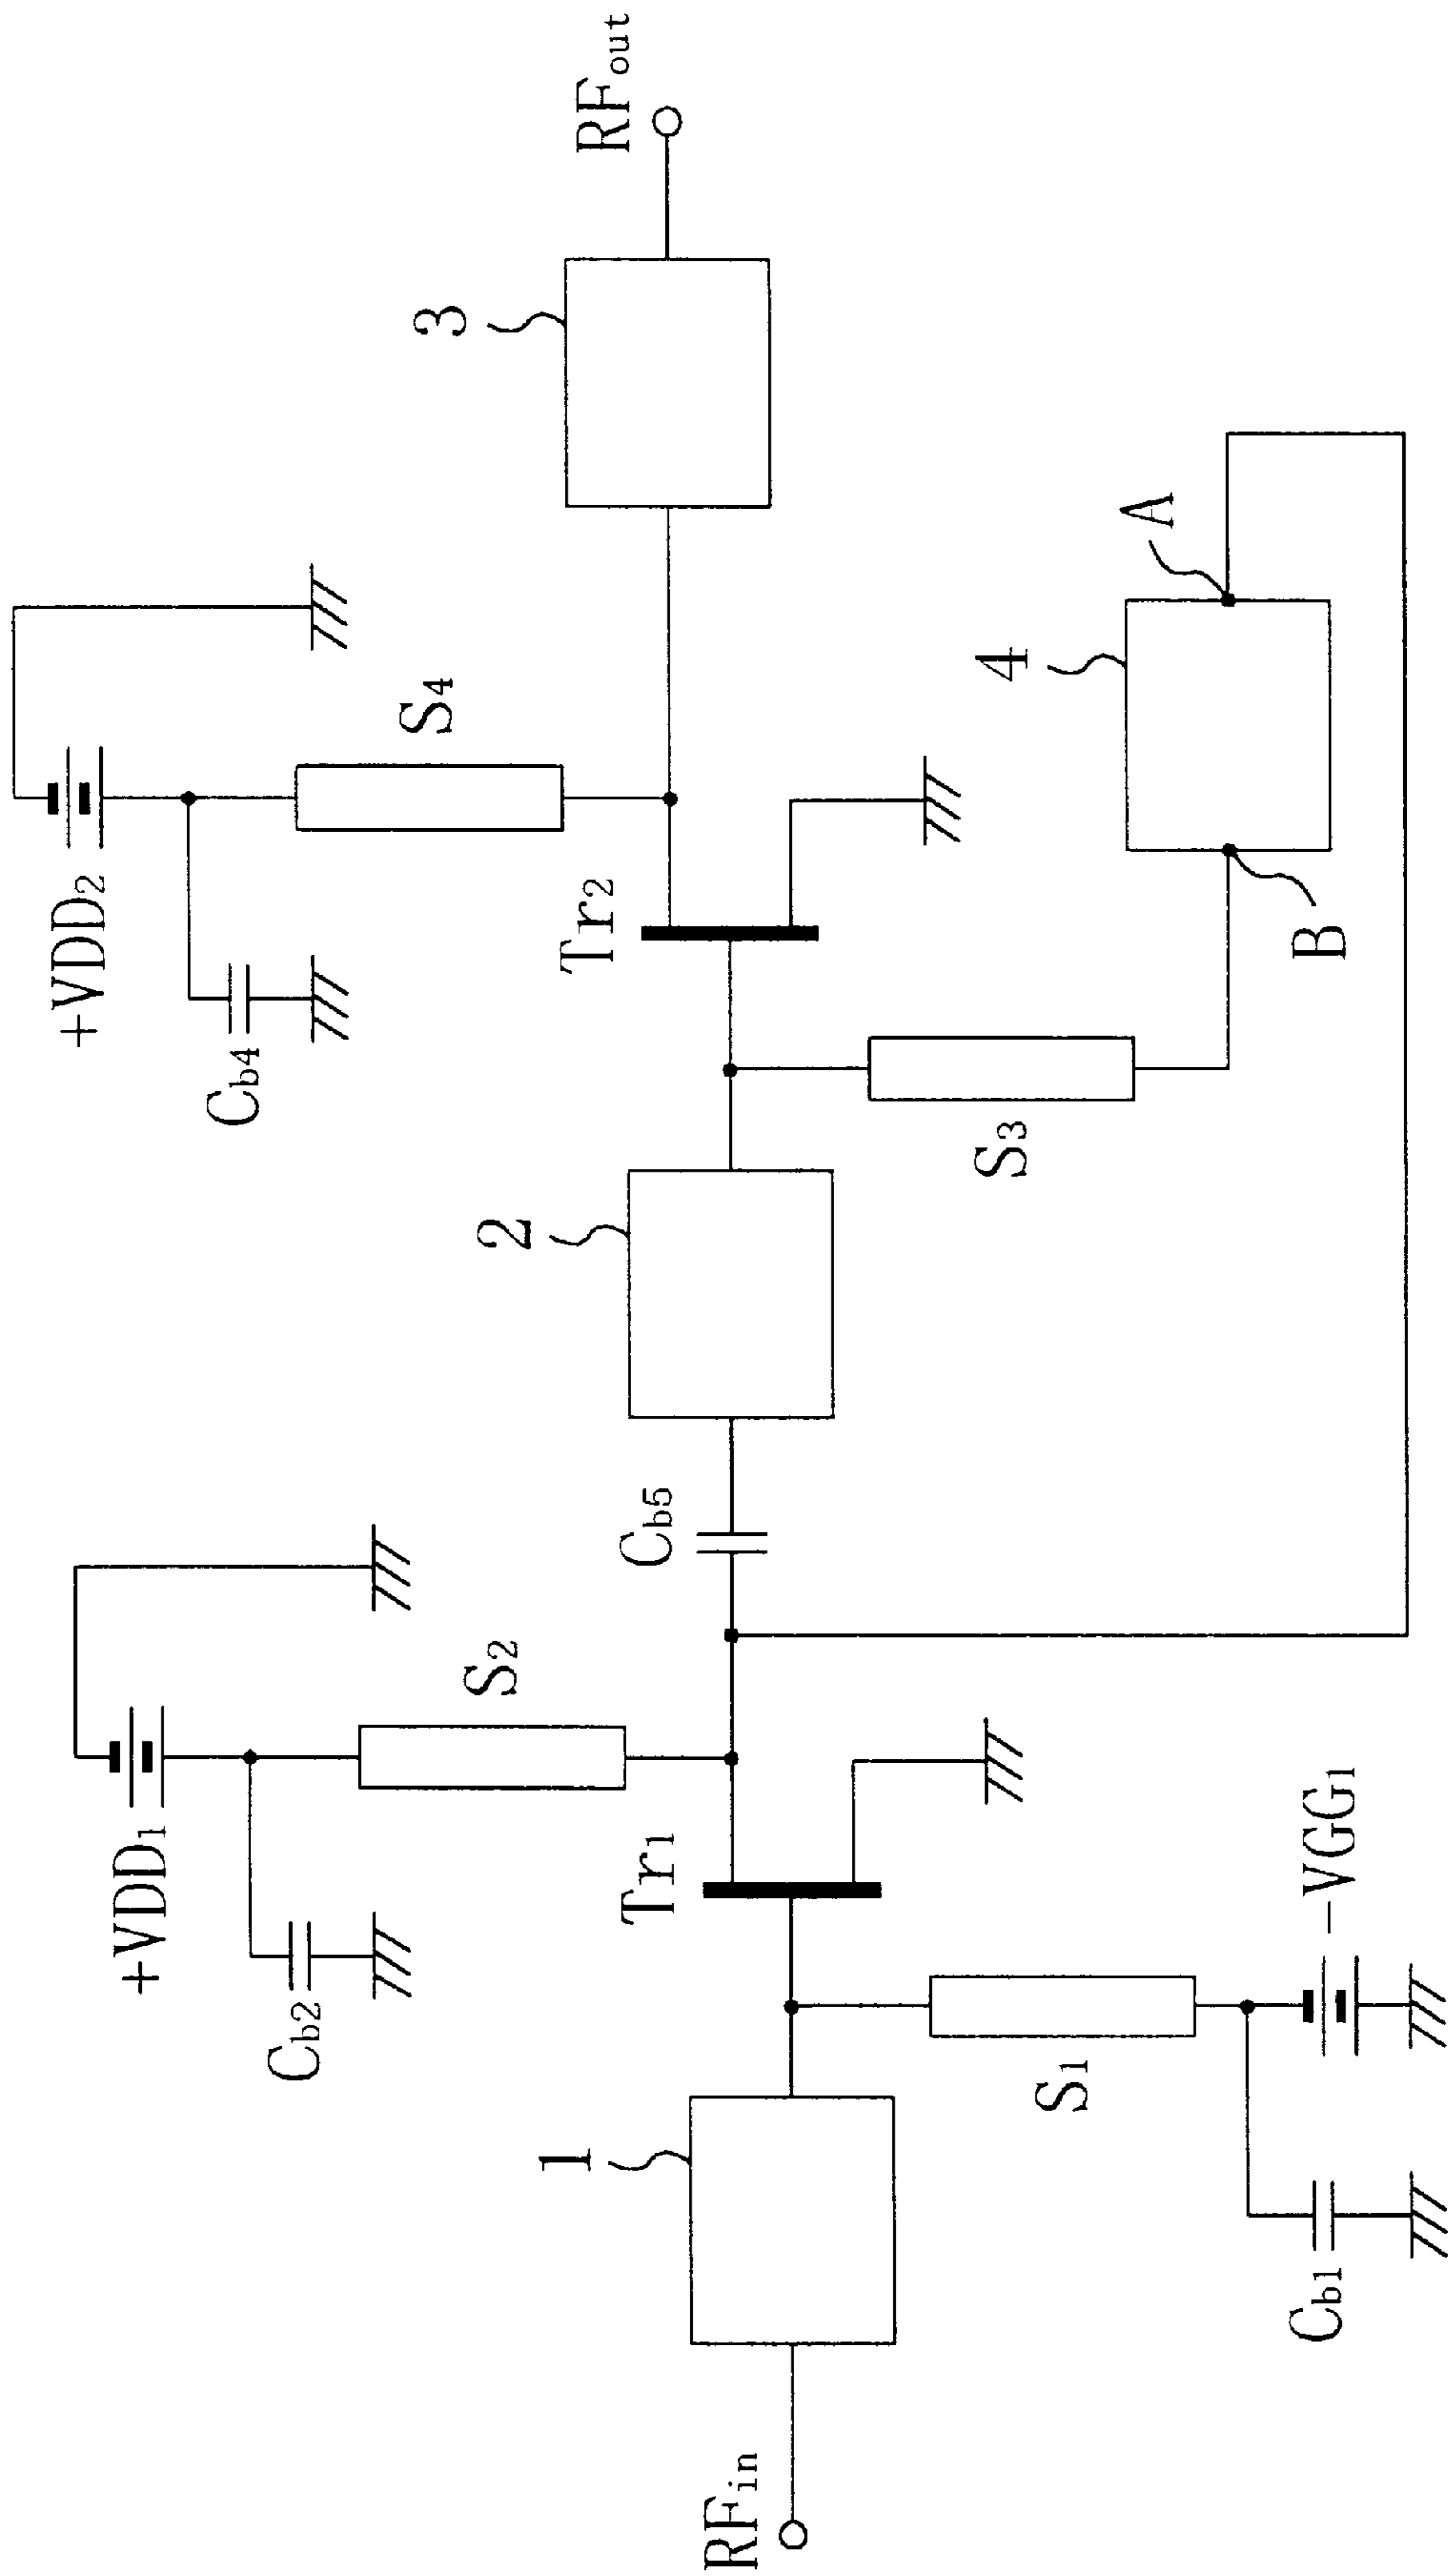 +VDD₂
Cb4
S₄
RFout
3
+VDD₁
Cb2
S₂
Tr₂
Cb5
2
Tr₁
S₃
4
A
B
1
S₁
-VGG₁
Cb1
RFin